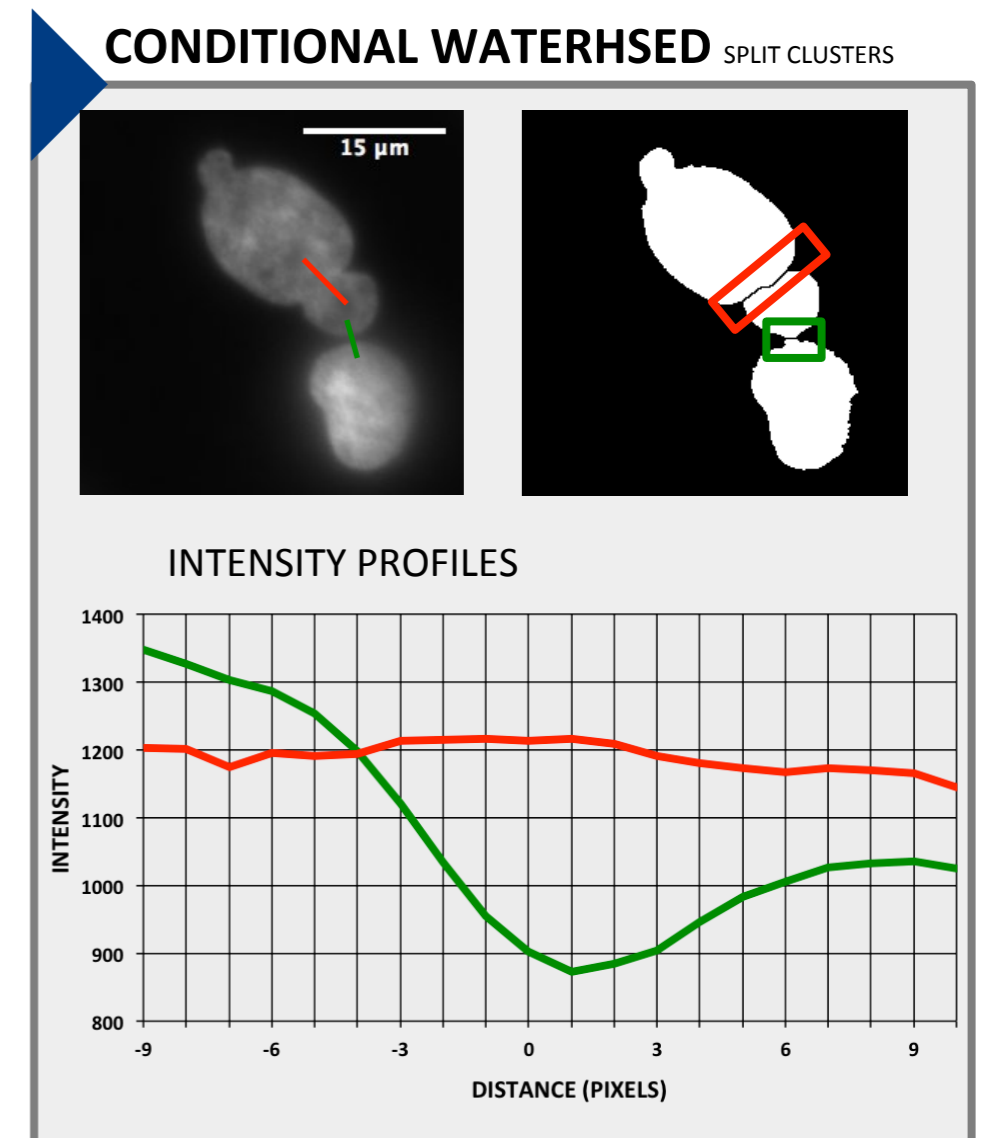 CONDITIONAL WATERHSED SPLIT CLUSTERS
15 µm
INTENSITY PROFILES
1400
1300
1200
1100
1000
900
800
INTENSITY
-9 -6 -3 0 3 6 9
DISTANCE (PIXELS)